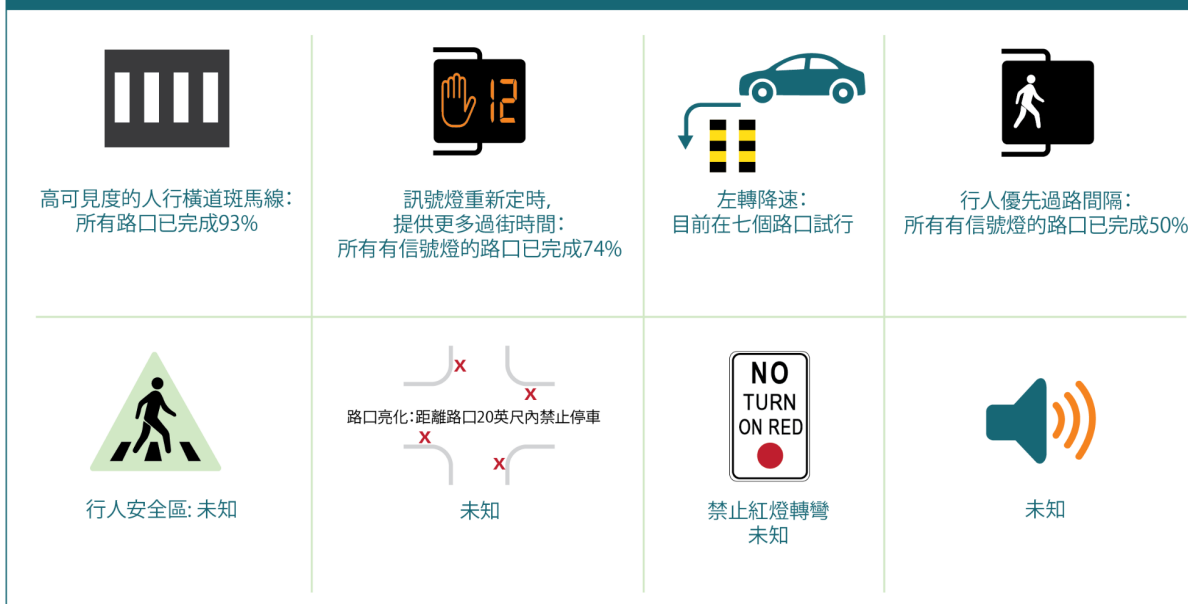 12
高可見度的人行橫道斑馬線：
所有路口已完成93%
訊號燈重新定時,
提供更多過街時間：
所有有信號燈的路口已完成74%
左轉降速：
目前在七個路口試行
行人優先過路間隔：
所有有信號燈的路口已完成50%
行人安全區: 未知
X
X
路口亮化：距離路口20英尺內禁止停車
X
X
未知
NO
TURN
ON RED
禁止紅燈轉彎
未知
未知